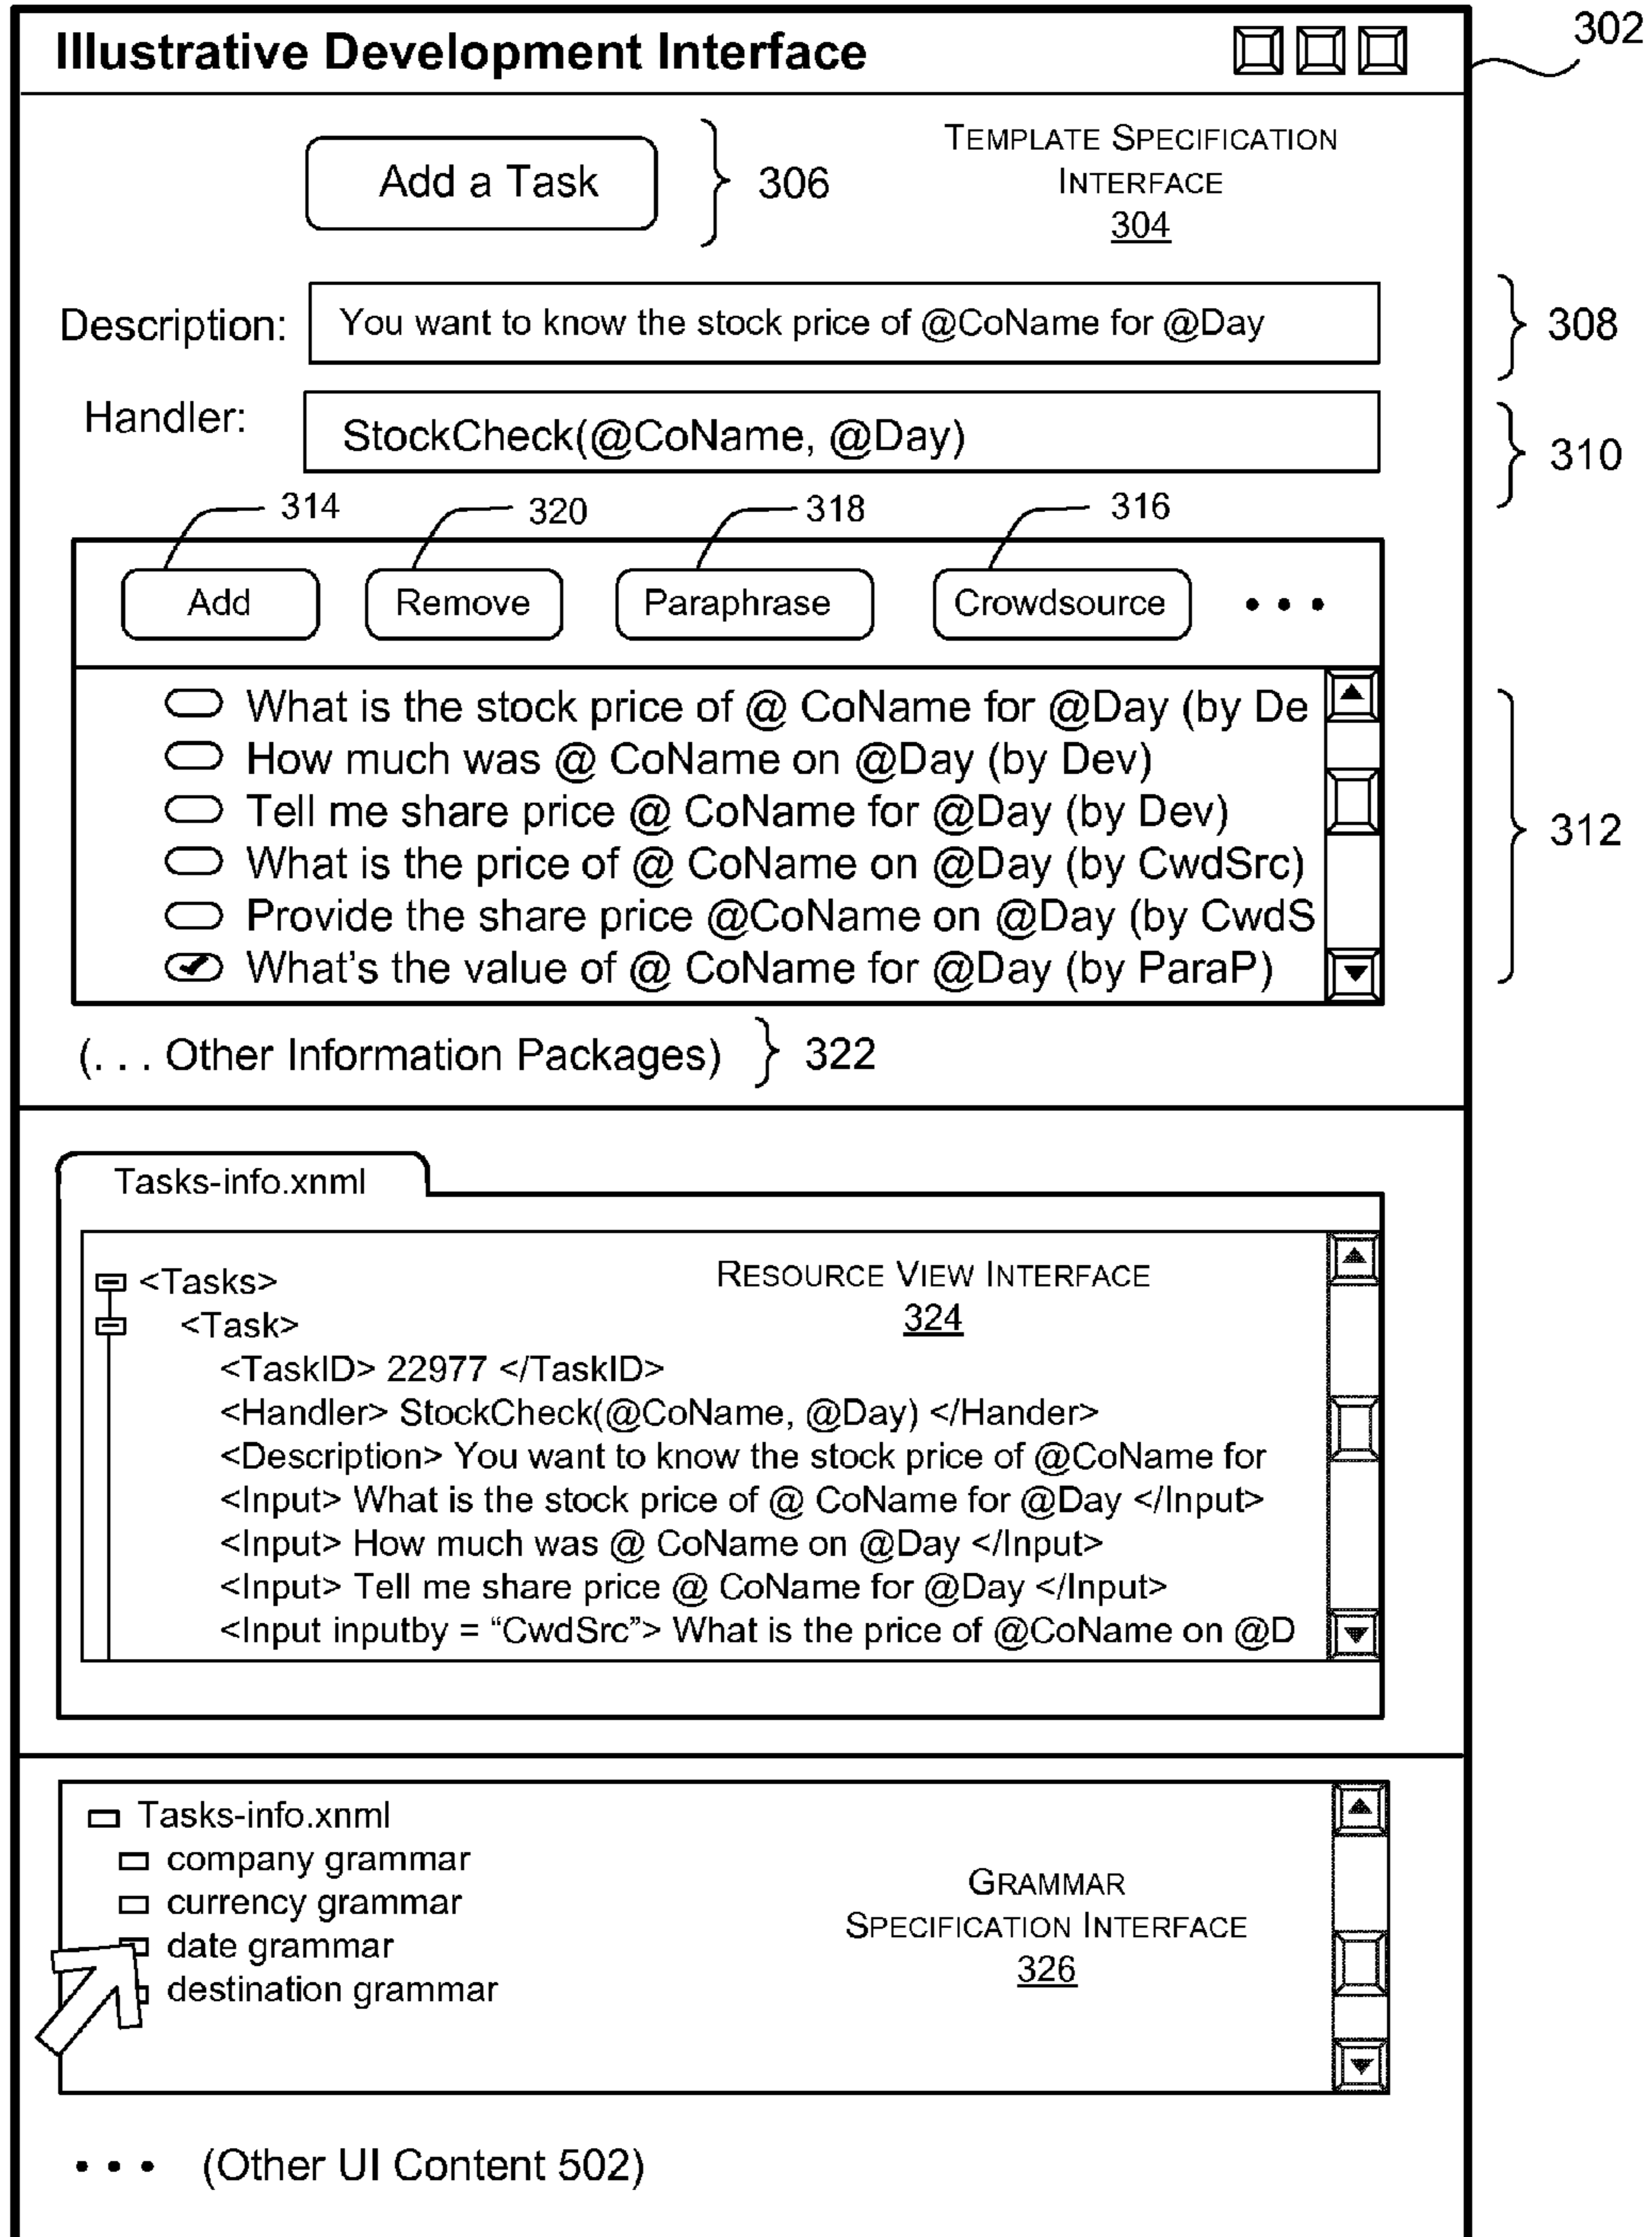 302
Illustrative Development Interface
Add a Task
306
TEMPLATE SPECIFICATION
INTERFACE
304
Description:
You want to know the stock price of @CoName for @Day
308
Handler:
StockCheck(@CoName, @Day)
310
314
320
318
316
Add
Remove
Paraphrase
Crowdsource
• • •
What is the stock price of @ CoName for @Day (by De
How much was @ CoName on @Day (by Dev)
Tell me share price @ CoName for @Day (by Dev)
What is the price of @ CoName on @Day (by CwdSrc)
Provide the share price @CoName on @Day (by CwdS
What's the value of @ CoName for @Day (by ParaP)
312
(. . . Other Information Packages)
322
Tasks-info.xnml
RESOURCE VIEW INTERFACE
324
<Tasks>
<Task>
<TaskID> 22977 </TaskID>
<Handler> StockCheck(@CoName, @Day) </Hander>
<Description> You want to know the stock price of @CoName for
<Input> What is the stock price of @ CoName for @Day </Input>
<Input> How much was @ CoName on @Day </Input>
<Input> Tell me share price @ CoName for @Day </Input>
<Input inputby = “CwdSrc”> What is the price of @CoName on @D
Tasks-info.xnml
company grammar
currency grammar
date grammar
destination grammar
GRAMMAR
SPECIFICATION INTERFACE
326
• • • (Other UI Content 502)